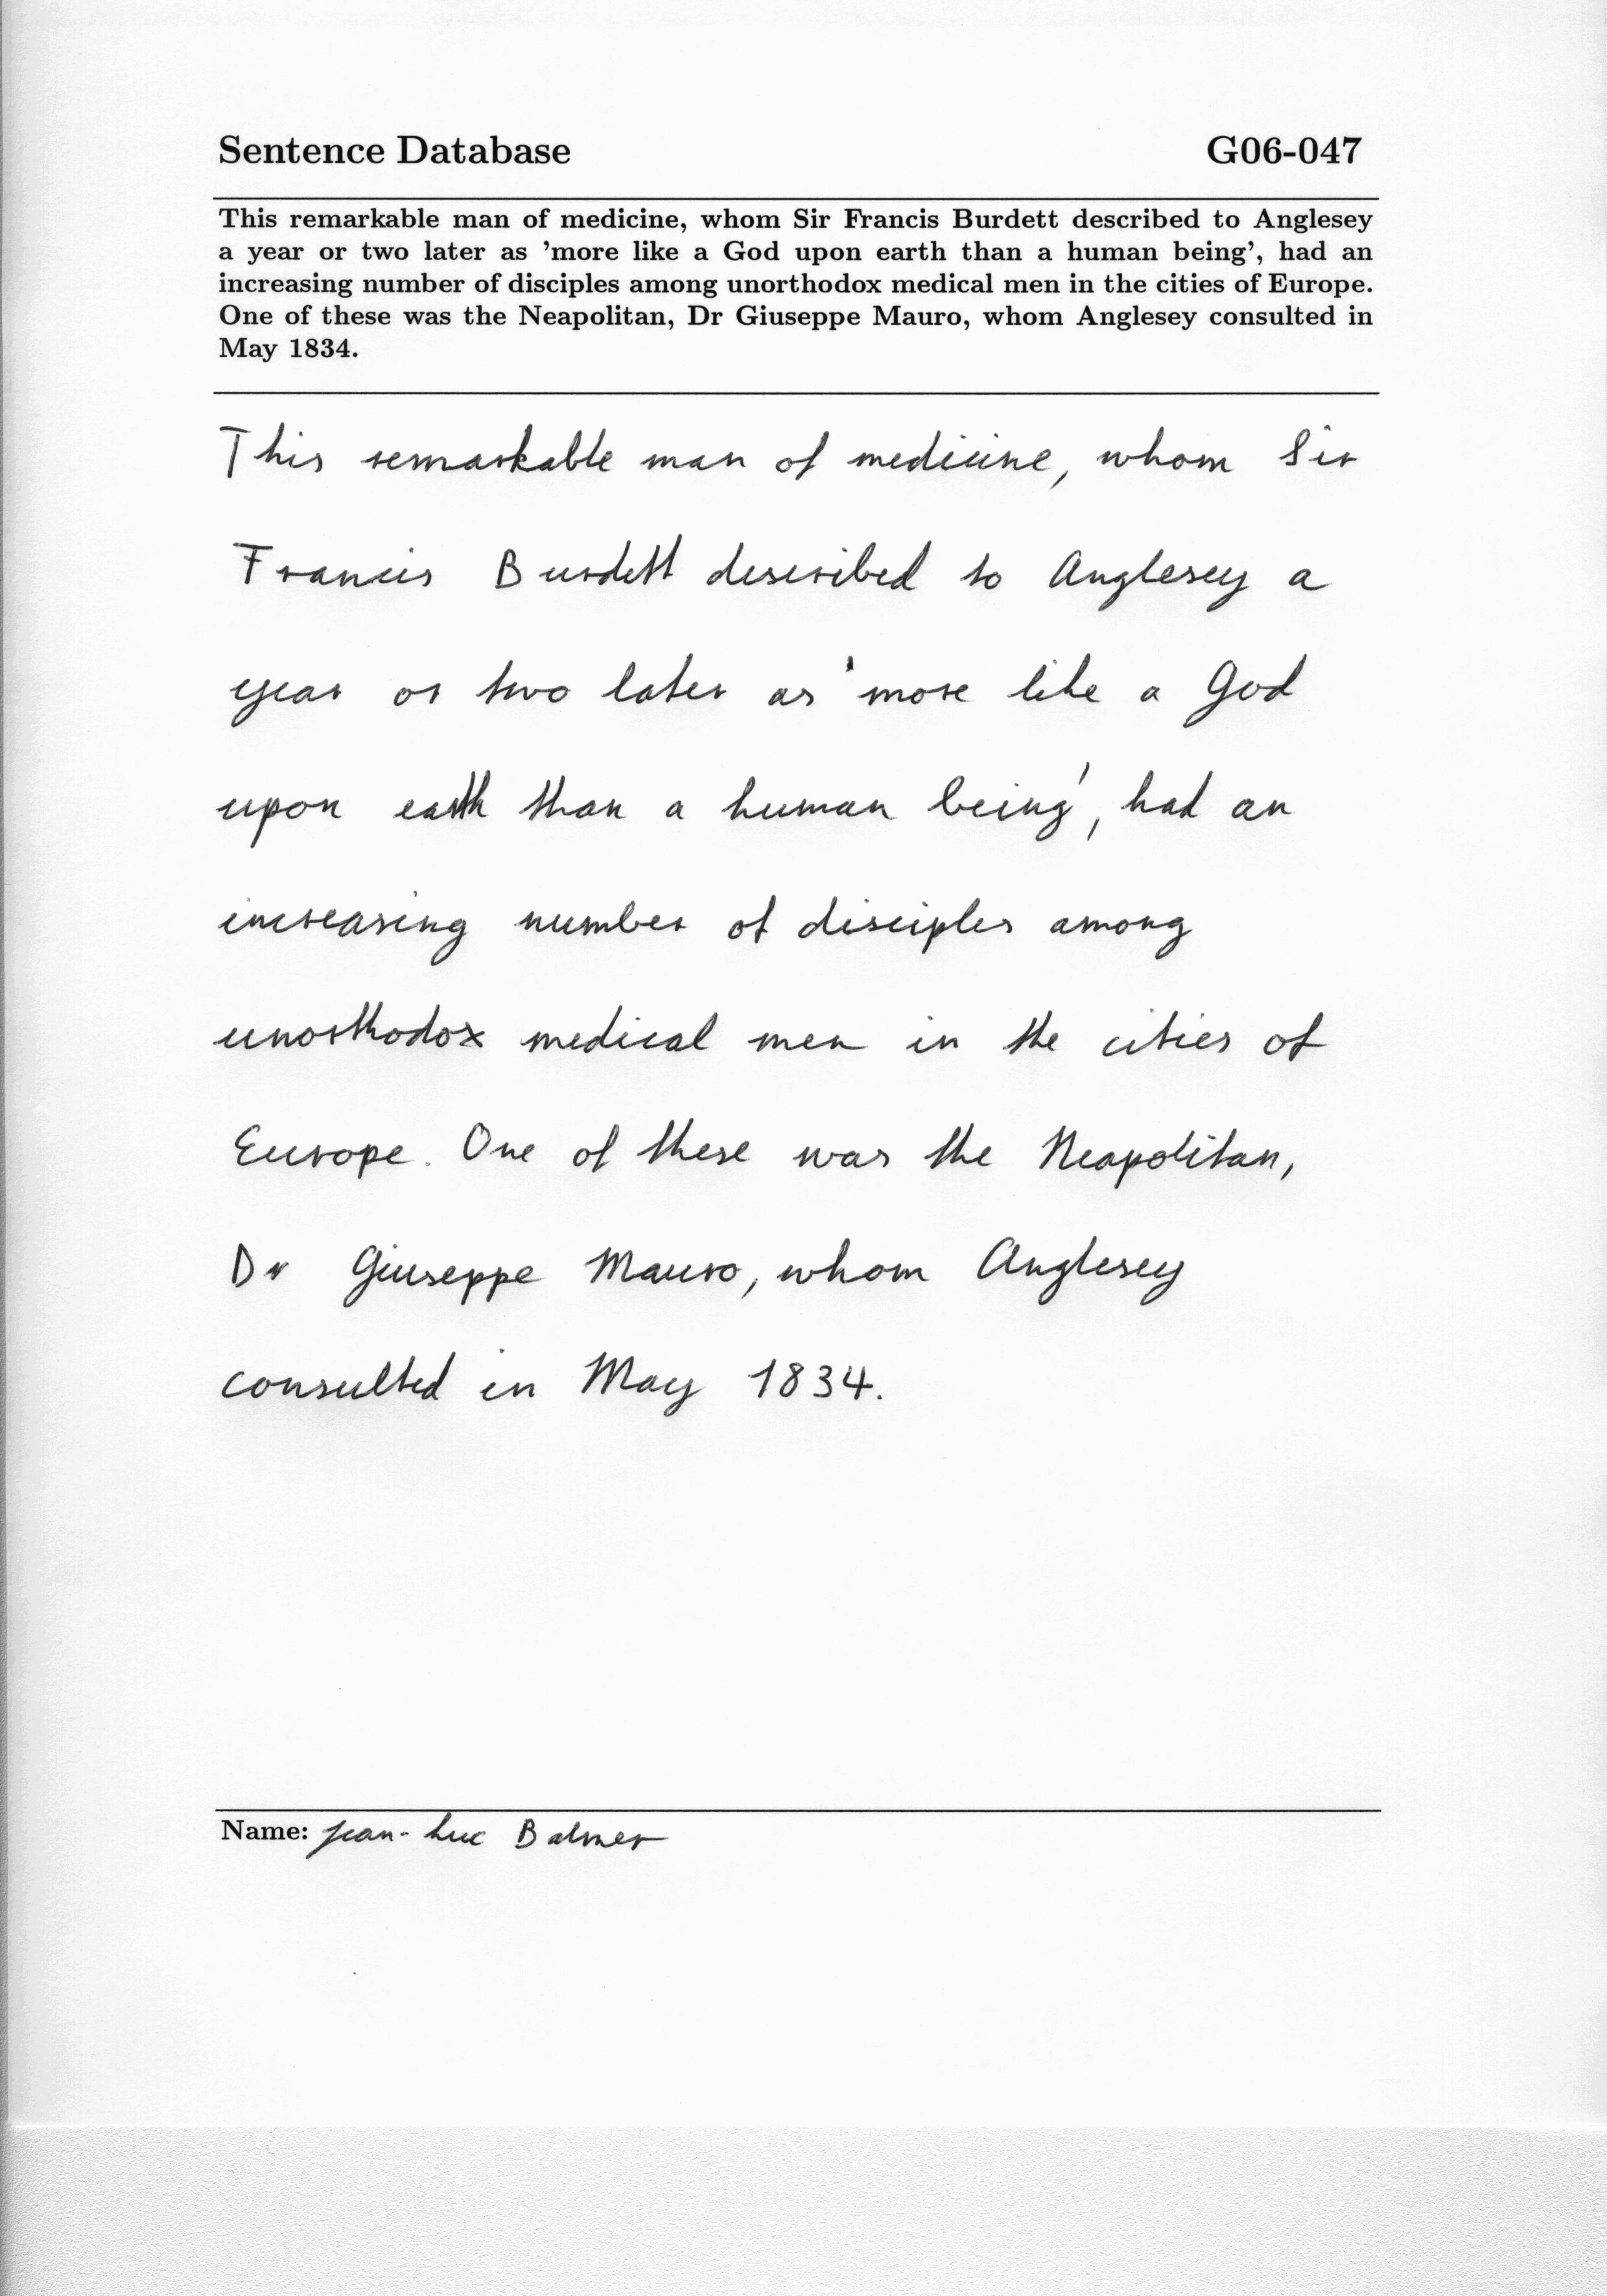 Sentence Database G06-047
This remarkable man of medicine, whom Sir Francis Burdett described to Anglesey
a year or two later as 'more like a God upon earth than a human being', had an
increasing number of disciples among unorthodox medical men in the cities of Europe.
One of these was the Neapolitan, Dr Giuseppe Mauro, whom Anglesey consulted in
May 1834.
This remarkable man of medicine, whom Sir
Francis Burdett described to Anglesey a
year or two later as 'more like a God
upon earth than a human being', had an
increasing number of disciples among
unorthodox medical men in the cities of
Europe. One of these was the Neapolitan,
Dr Giuseppe Mauro, whom Anglesey
consulted in May 1834.
Name: Jean-Luc Balmer